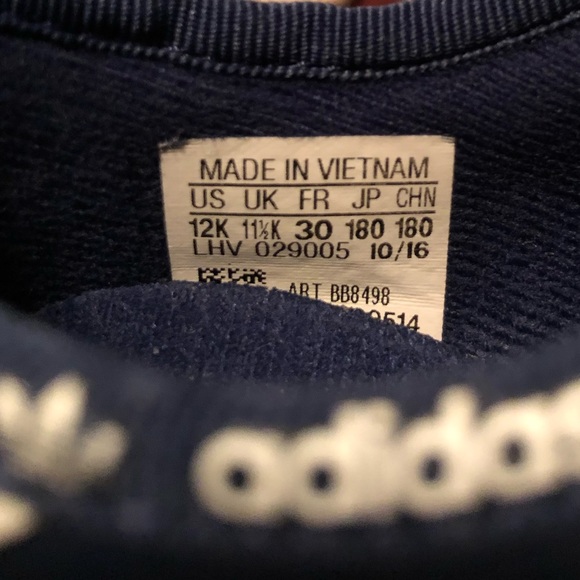 MADE IN VIETNAM
US UK FR JP CHN
12K 11½K 30 180 180
LHV 029005 10/16
ART BB8498
514
adidas